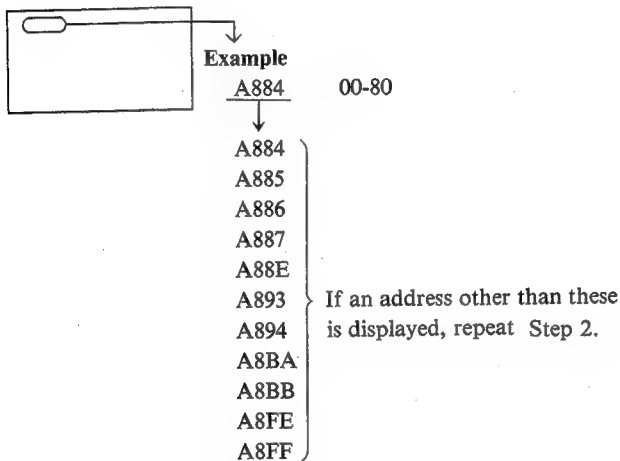 Example
A884 00-80
A884
A885
A886
A887
A88E
A893
If an address other than these
A894
is displayed, repeat Step 2.
A8BA
A8BB
A8FE
A8FF